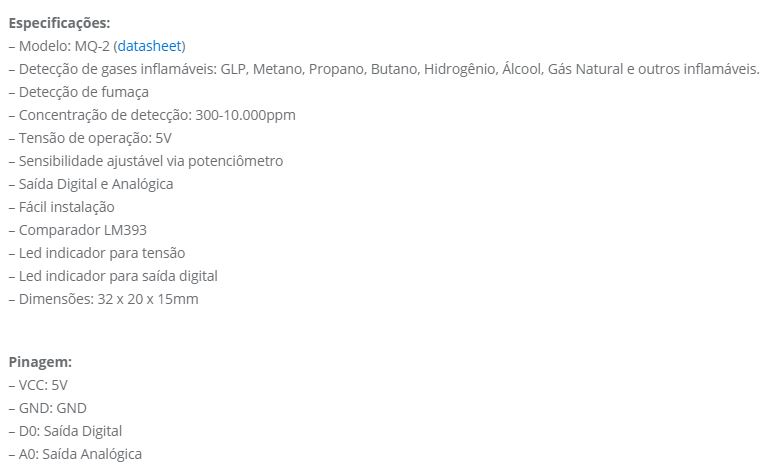 Especificações:
– Modelo: MQ-2 (datasheet)
– Detecção de gases inflamáveis: GLP, Metano, Propano, Butano, Hidrogênio, Álcool, Gás Natural e outros inflamáveis.
– Detecção de fumaça
– Concentração de detecção: 300-10.000ppm
– Tensão de operação: 5V
– Sensibilidade ajustável via potenciômetro
– Saída Digital e Analógica
– Fácil instalação
– Comparador LM393
– Led indicador para tensão
– Led indicador para saída digital
– Dimensões: 32 x 20 x 15mm
Pinagem:
– VCC: 5V
– GND: GND
– D0: Saída Digital
– A0: Saída Analógica